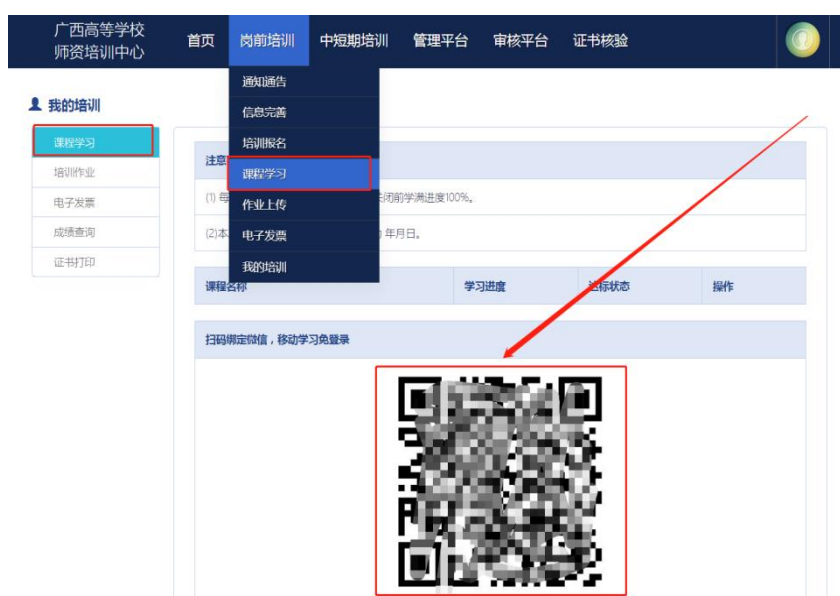 广西高等学校
师资培训中心
首页 岗前培训 中短期培训 管理平台 审核平台 证书核验
通知通告
信息完善
培训报名
课程学习
作业上传
电子发票
我的培训
我的培训
课程学习
培训作业
电子发票
成绩查询
证书打印
注意
(1) 每
闭前学满进度100%。
(2)本
年月日。
课程名称 学习进度 达标状态 操作
扫码绑定微信，移动学习免登录